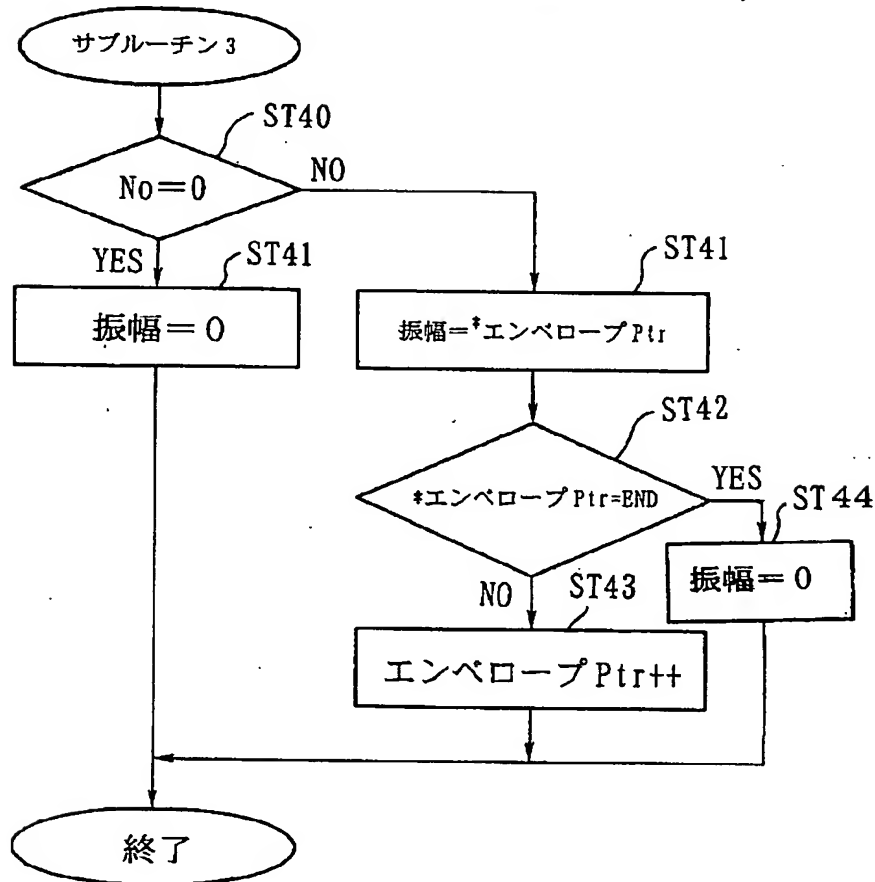 サブルーチン3
ST40
No=0
NO
YES
ST41
振幅=0
ST41
振幅=*エンベロープPtr
ST42
*エンベロープPtr=END
YES
ST44
振幅=0
NO
ST43
エンベロープPtr++
終了